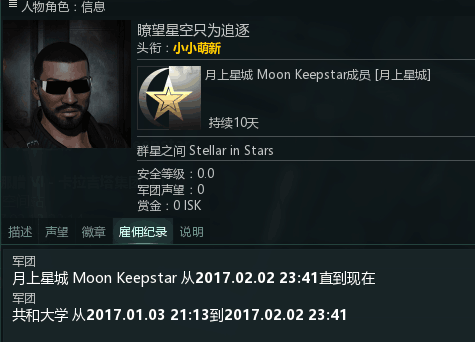 人物角色：信息
瞭望星空只为追逐
头衔：小小萌新
月上星城 Moon Keepstar成员 [月上星城]
持续10天
群星之间 Stellar in Stars
安全等级：0.0
军团声望：0
赏金：0 ISK
描述 声望 徽章 雇佣纪录 说明
军团
月上星城 Moon Keepstar 从2017.02.02 23:41直到现在
军团
共和大学 从2017.01.03 21:13到2017.02.02 23:41